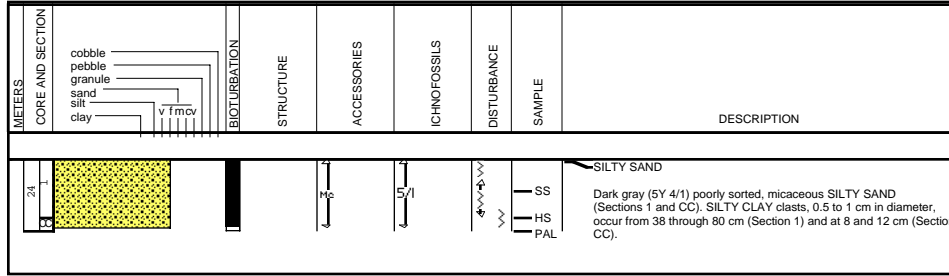 METERS
CORE AND SECTION
cobble
pebble
granule
sand
silt
v f m c v
clay
BIOTURBATION
STRUCTURE
ACCESSORIES
ICHNOFOSSILS
DISTURBANCE
SAMPLE
DESCRIPTION
24
1
CC
Mc
SS
HS
PAL
SILTY SAND
Dark gray (5Y 4/1) poorly sorted, micaceous SILTY SAND
(Sections 1 and CC). SILTY CLAY clasts, 0.5 to 1 cm in diameter,
occur from 38 through 80 cm (Section 1) and at 8 and 12 cm (Sectio
CC).